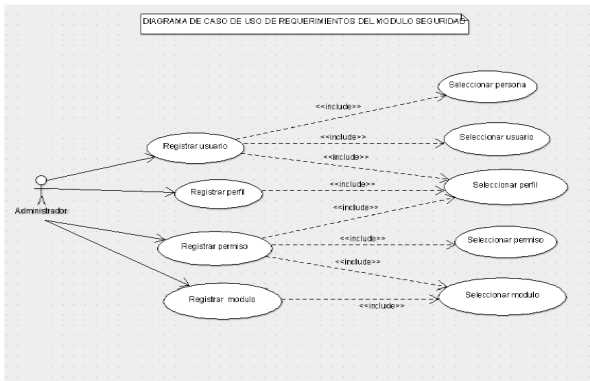 DIAGRAMA DE CASO DE USO DE REQUERIMIENTOS DEL MODULO SEGURIDAD
Seleccionar persona
<<include>>
Registrar usuario
<<include>>
Seleccionar usuario
<<include>>
Registrar perfil
<<include>>
Seleccionar perfil
Administrador
<<include>>
Registrar permiso
<<include>>
Seleccionar permiso
<<include>>
Registrar modulo
<<include>>
Seleccionar modulo